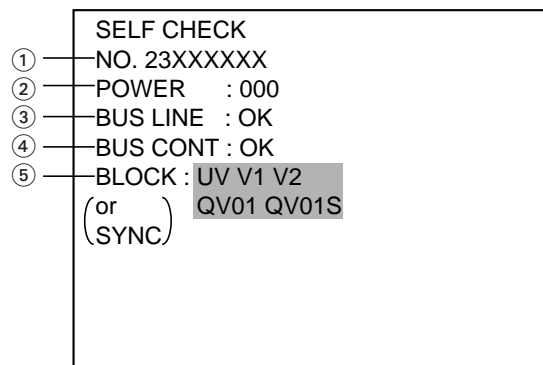 SELF CHECK
① NO. 23XXXXXX
② POWER : 000
③ BUS LINE : OK
④ BUS CONT : OK
⑤ BLOCK : UV V1 V2
(or QV01 QV01S
SYNC)